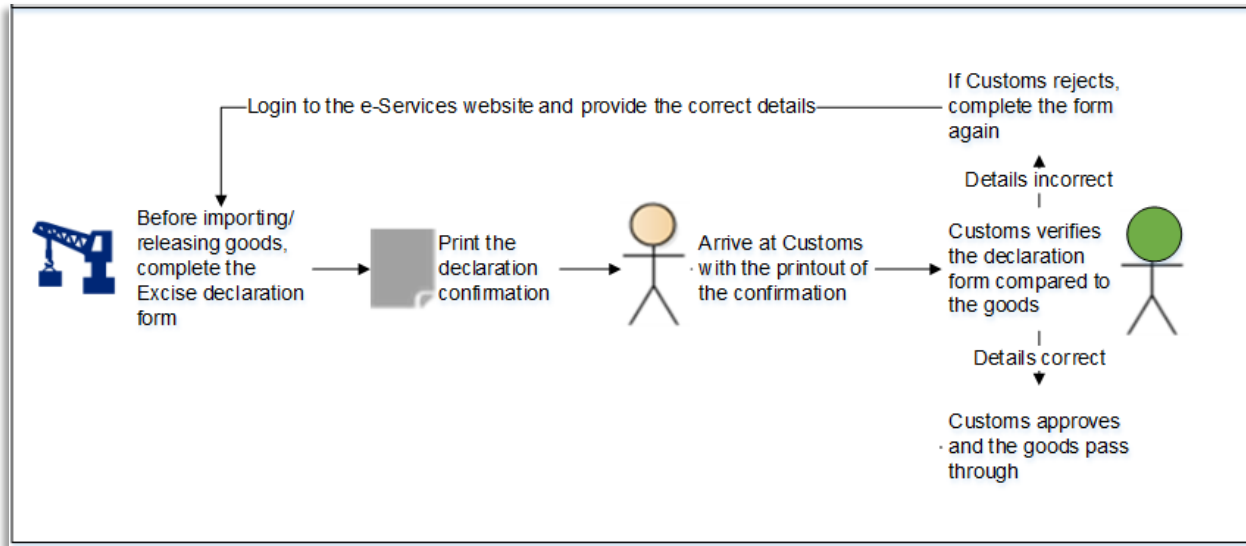 If Customs rejects,
complete the form
again
Login to the e-Services website and provide the correct details
Details incorrect
Before importing/
releasing goods,
complete the
Excise declaration
form
Print the
declaration
confirmation
Arrive at Customs
with the printout of
the confirmation
Customs verifies
the declaration
form compared to
the goods
Details correct
Customs approves
and the goods pass
through